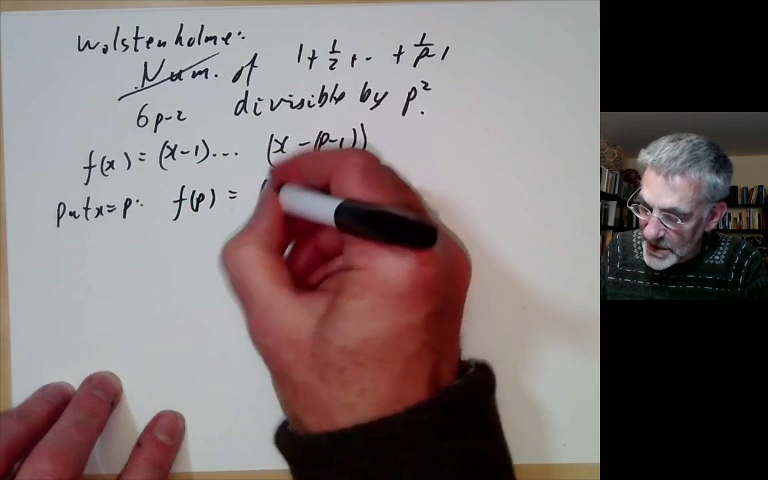 Wolstenholme:
Num. of 1+ 1/2 + .. + 1/p-1
6p-2 divisible by p².
f(x) = (x-1)... (x-(p-1))
Put x=p: f(p) = (